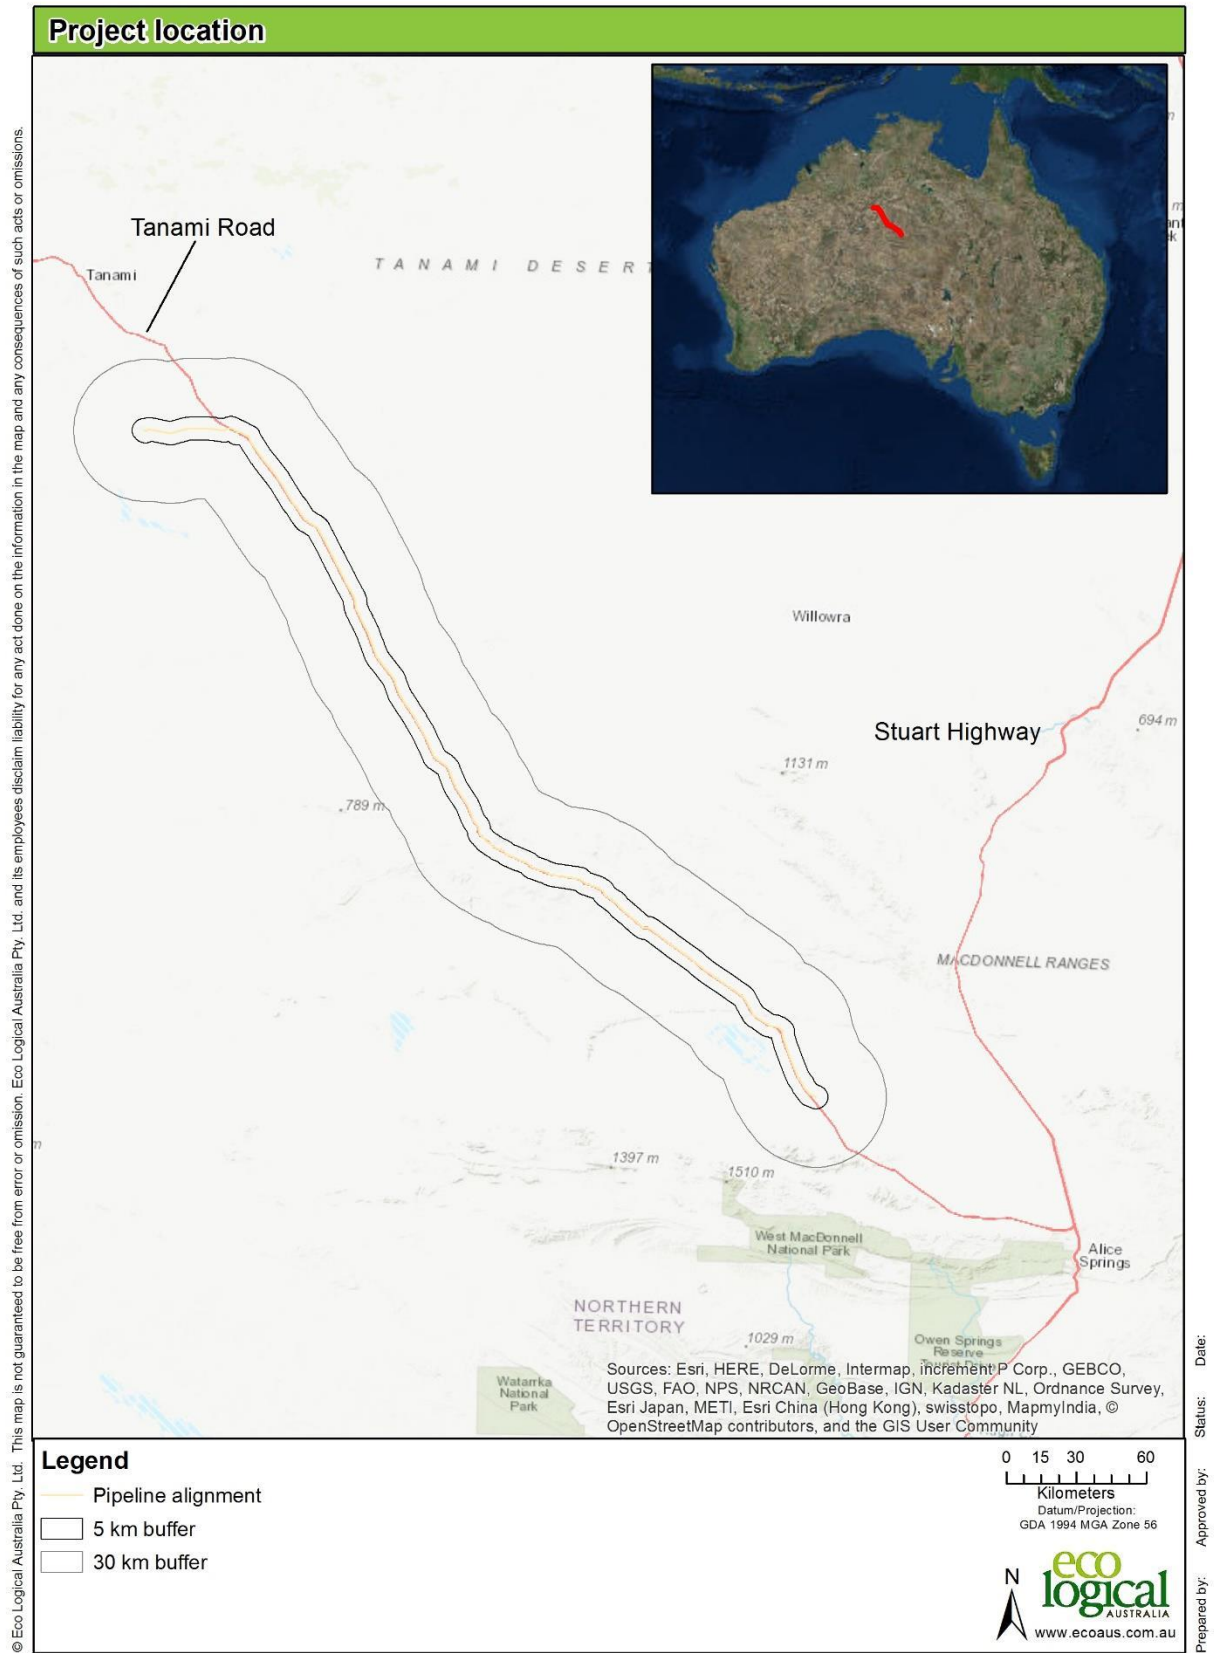 Project location
Tanami Road
Tanami
TANAMI DESERT
Willowra
Stuart Highway
694 m
1131 m
789 m
MACDONNELL RANGES
1397 m
1510 m
West MacDonnell
National Park
Alice
Springs
NORTHERN
TERRITORY
1029 m
Owen Springs
Reserve
Watarrka
National
Park
Sources: Esri, HERE, DeLorme, Intermap, increment P Corp., GEBCO,
USGS, FAO, NPS, NRCAN, GeoBase, IGN, Kadaster NL, Ordnance Survey,
Esri Japan, METI, Esri China (Hong Kong), swisstopo, MapmyIndia, ©
OpenStreetMap contributors, and the GIS User Community
Legend
Pipeline alignment
5 km buffer
30 km buffer
0 15 30 60
Kilometers
Datum/Projection:
GDA 1994 MGA Zone 56
N
eco
logical
AUSTRALIA
www.ecoaus.com.au
© Eco Logical Australia Pty. Ltd. This map is not guaranteed to be free from error or omission. Eco Logical Australia Pty. Ltd. and its employees disclaim liability for any act done on the information in the map and any consequences of such acts or omissions.
Prepared by: Approved by: Status: Date: